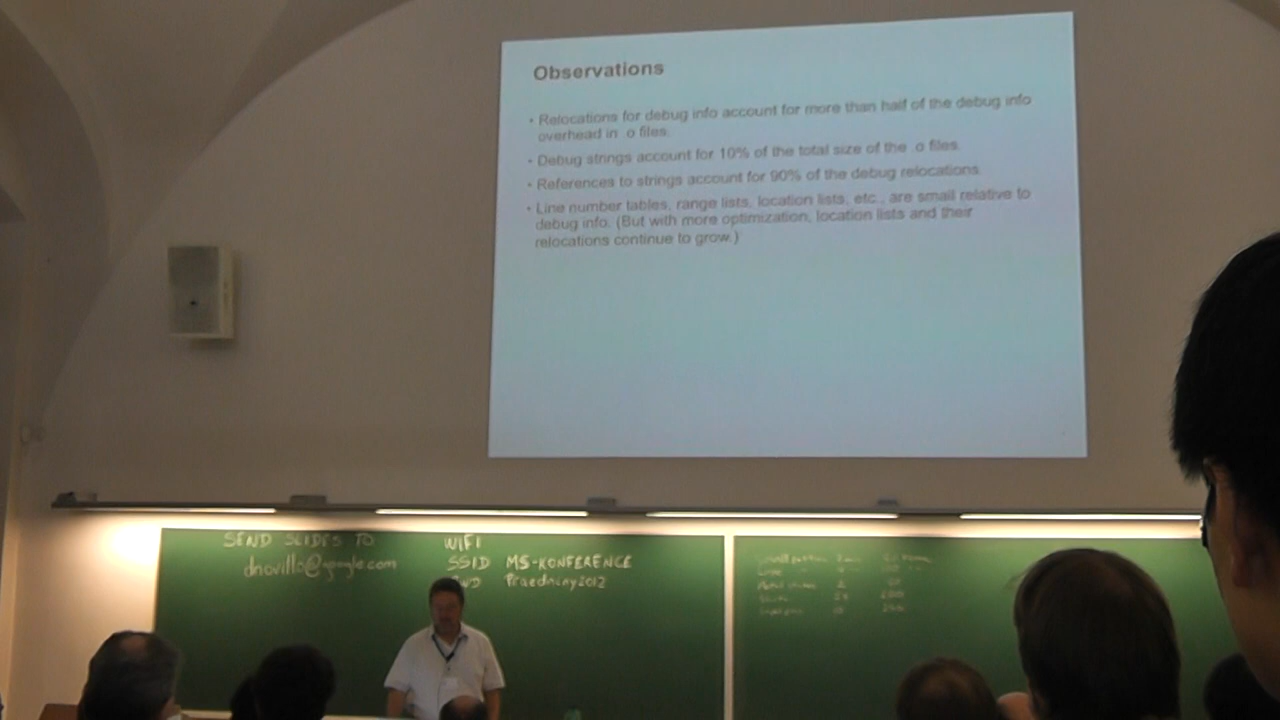 Observations
• Relocations for debug info account for more than half of the debug info
overhead in .o files.
• Debug strings account for 10% of the total size of the .o files.
• References to strings account for 90% of the debug relocations.
• Line number tables, range lists, location lists, etc., are small relative to
debug info. (But with more optimization, location lists and their
relocations continue to grow.)
SEND SLIDES TO
dnovillo@google.com
WIFI
SSID MS-KONFERENCE